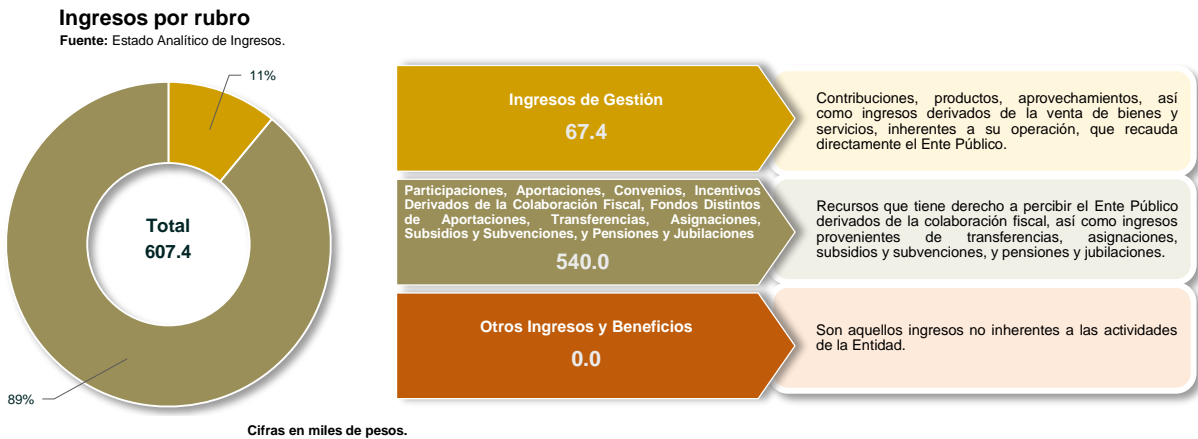 Ingresos por rubro
Fuente: Estado Analítico de Ingresos.
11%
Total
607.4
89%
Ingresos de Gestión
67.4
Contribuciones, productos, aprovechamientos, así
como ingresos derivados de la venta de bienes y
servicios, inherentes a su operación, que recauda
directamente el Ente Público.
Participaciones, Aportaciones, Convenios, Incentivos
Derivados de la Colaboración Fiscal, Fondos Distintos
de Aportaciones, Transferencias, Asignaciones,
Subsidios y Subvenciones, y Pensiones y Jubilaciones
540.0
Recursos que tiene derecho a percibir el Ente Público
derivados de la colaboración fiscal, así como ingresos
provenientes de transferencias, asignaciones,
subsidios y subvenciones, y pensiones y jubilaciones.
Otros Ingresos y Beneficios
0.0
Son aquellos ingresos no inherentes a las actividades
de la Entidad.
Cifras en miles de pesos.